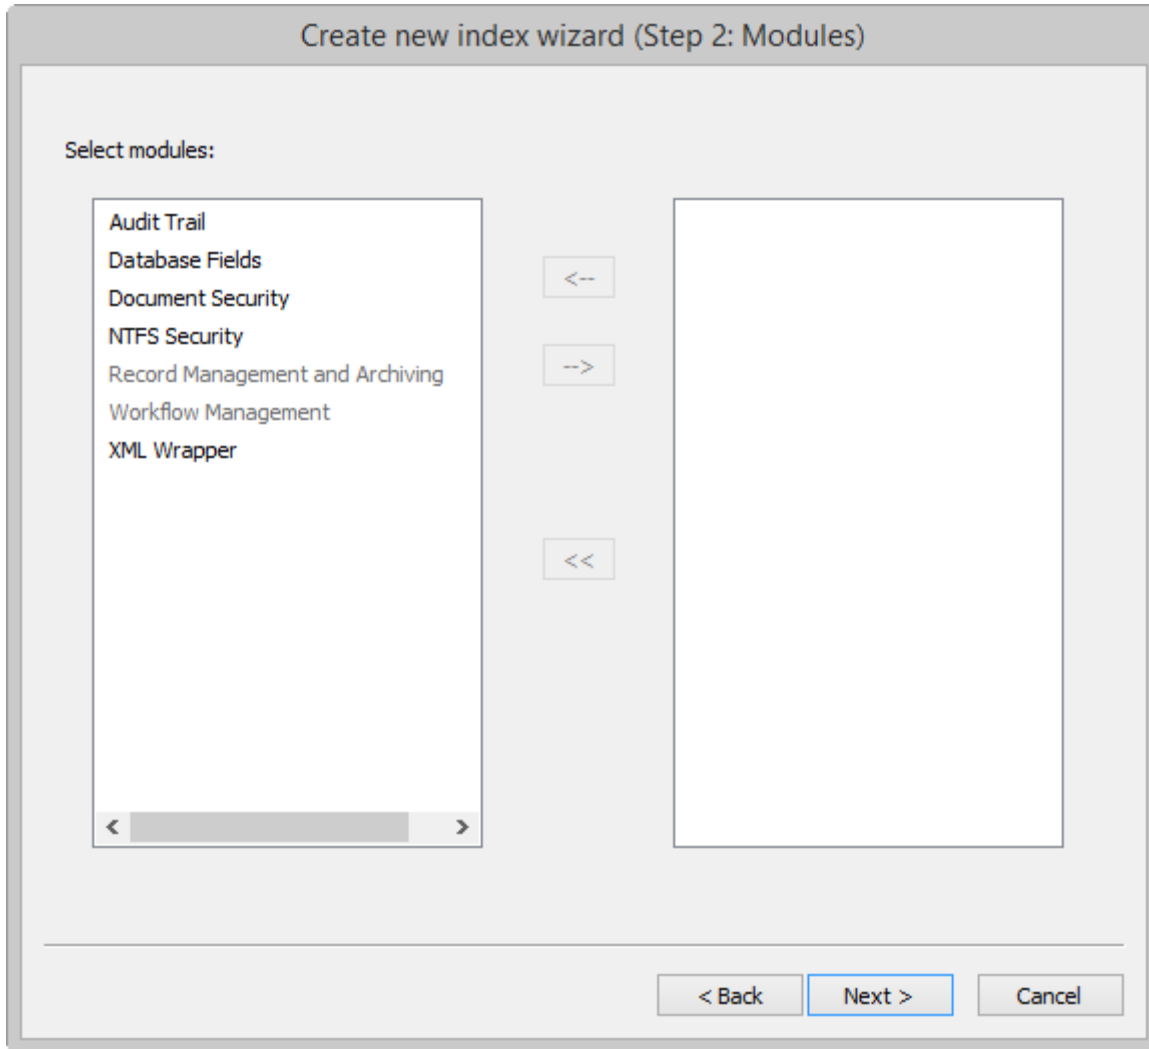 Create new index wizard (Step 2: Modules)
Select modules:
Audit Trail
Database Fields
Document Security
NTFS Security
Record Management and Archiving
Workflow Management
XML Wrapper
<--
-->
<<
< Back
Next >
Cancel